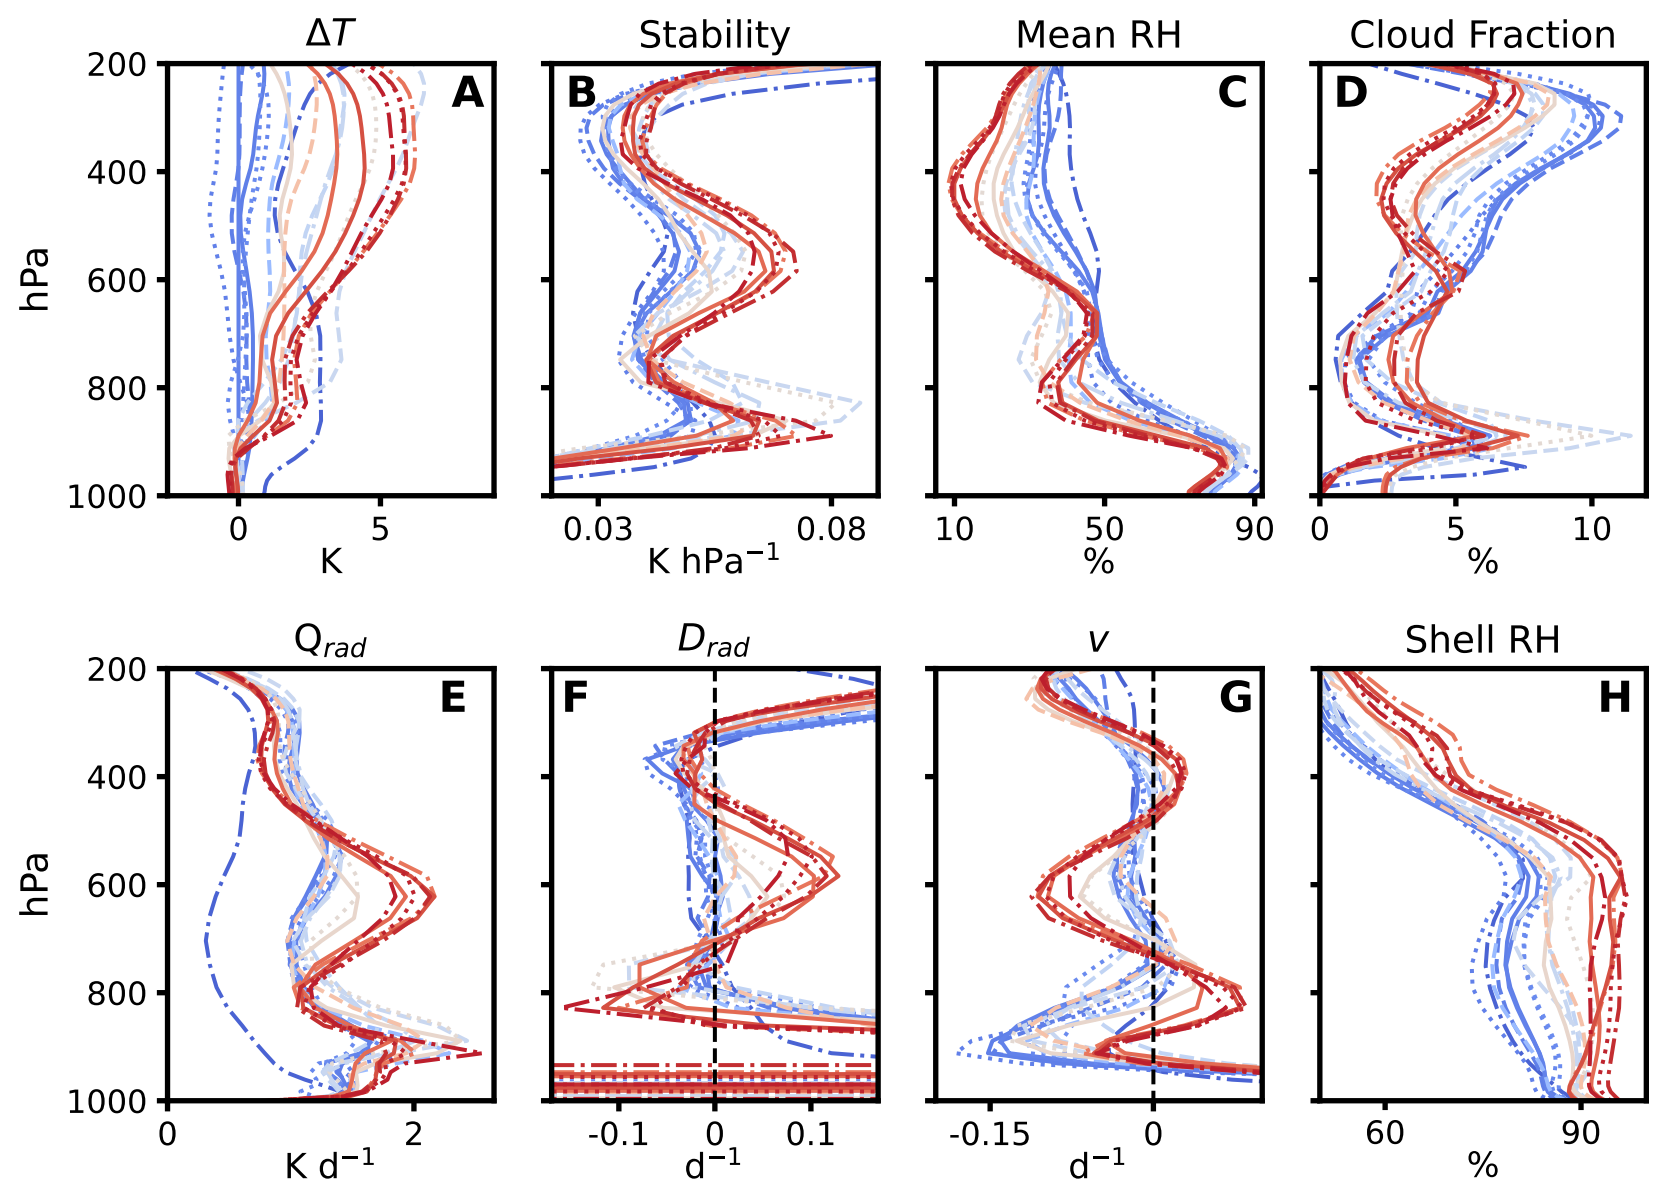 ΔT Stability Mean RH Cloud Fraction
200 A B C D
400
hPa
600
800
1000
0 5 0.03 0.08 10 50 90 0 5 10
K K hPa⁻¹ % %
Q_rad D_rad v Shell RH
200 E F G H
400
hPa
600
800
1000
0 2 -0.1 0 0.1 -0.15 0 60 90
K d⁻¹ d⁻¹ d⁻¹ %